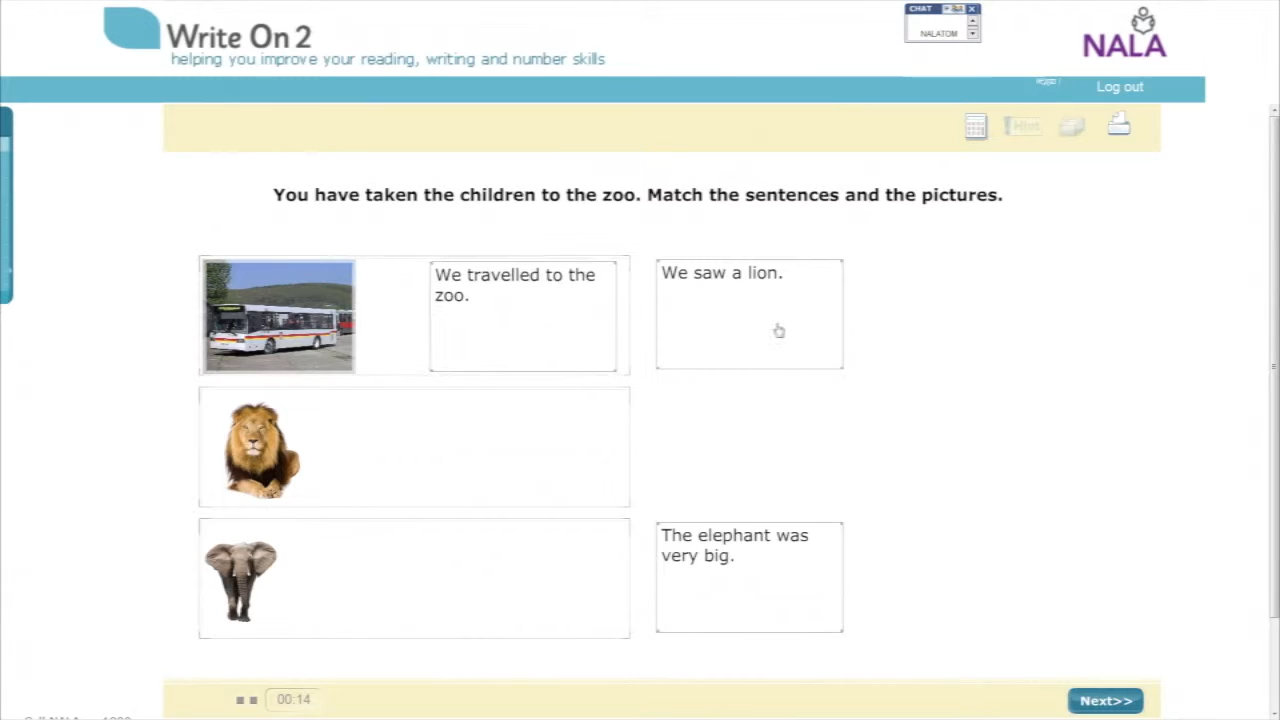 Write On 2
helping you improve your reading, writing and number skills
CHAT
NALATOM
NALA
Log out
Hint
You have taken the children to the zoo. Match the sentences and the pictures.
We travelled to the
zoo.
We saw a lion.
The elephant was
very big.
00:14
Next>>